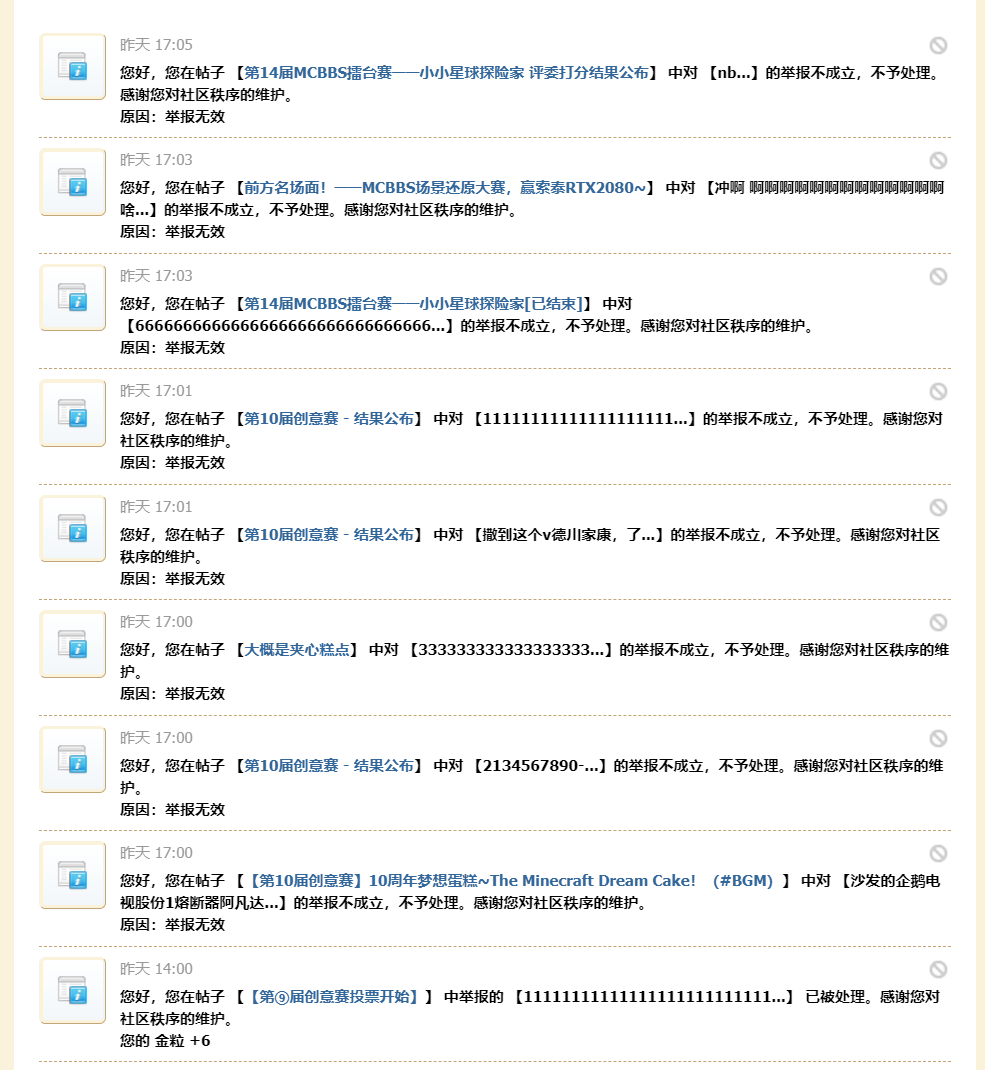 昨天 17:05
您好，您在帖子 【第14届MCBBS擂台赛——小小星球探险家 评委打分结果公布】 中对 【nb...】的举报不成立，不予处理。
感谢您对社区秩序的维护。
原因：举报无效
昨天 17:03
您好，您在帖子 【前方名场面！——MCBBS场景还原大赛，赢索泰RTX2080~】 中对 【冲啊 啊啊啊啊啊啊啊啊啊啊啊啊啊
啥...】的举报不成立，不予处理。感谢您对社区秩序的维护。
原因：举报无效
昨天 17:03
您好，您在帖子 【第14届MCBBS擂台赛——小小星球探险家[已结束]】 中对
【6666666666666666666666666666666...】的举报不成立，不予处理。感谢您对社区秩序的维护。
原因：举报无效
昨天 17:01
您好，您在帖子 【第10届创意赛 - 结果公布】 中对 【11111111111111111111...】的举报不成立，不予处理。感谢您对
社区秩序的维护。
原因：举报无效
昨天 17:01
您好，您在帖子 【第10届创意赛 - 结果公布】 中对 【撒到这个v德川家康，了...】的举报不成立，不予处理。感谢您对社区
秩序的维护。
原因：举报无效
昨天 17:00
您好，您在帖子 【大概是夹心糕点】 中对 【333333333333333333...】的举报不成立，不予处理。感谢您对社区秩序的维
护。
原因：举报无效
昨天 17:00
您好，您在帖子 【第10届创意赛 - 结果公布】 中对 【2134567890-...】的举报不成立，不予处理。感谢您对社区秩序的维
护。
原因：举报无效
昨天 17:00
您好，您在帖子 【【第10届创意赛】10周年梦想蛋糕~The Minecraft Dream Cake！（#BGM）】 中对 【沙发的企鹅电
视股份1熔断器阿凡达...】的举报不成立，不予处理。感谢您对社区秩序的维护。
原因：举报无效
昨天 14:00
您好，您在帖子 【【第⑨届创意赛投票开始】】 中举报的 【11111111111111111111111111...】 已被处理。感谢您对
社区秩序的维护。
您的 金粒 +6